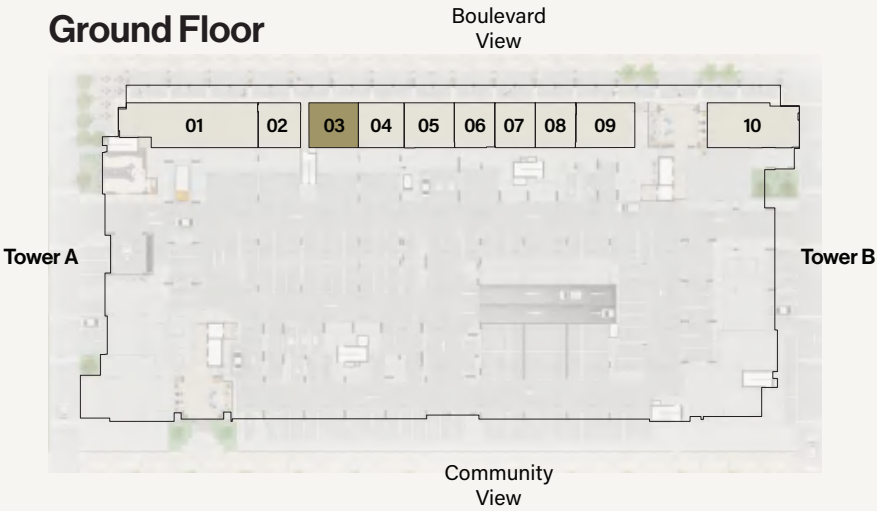 Ground Floor
Boulevard
View
01 02 03 04 05 06 07 08 09 10
Tower A
Tower B
Community
View